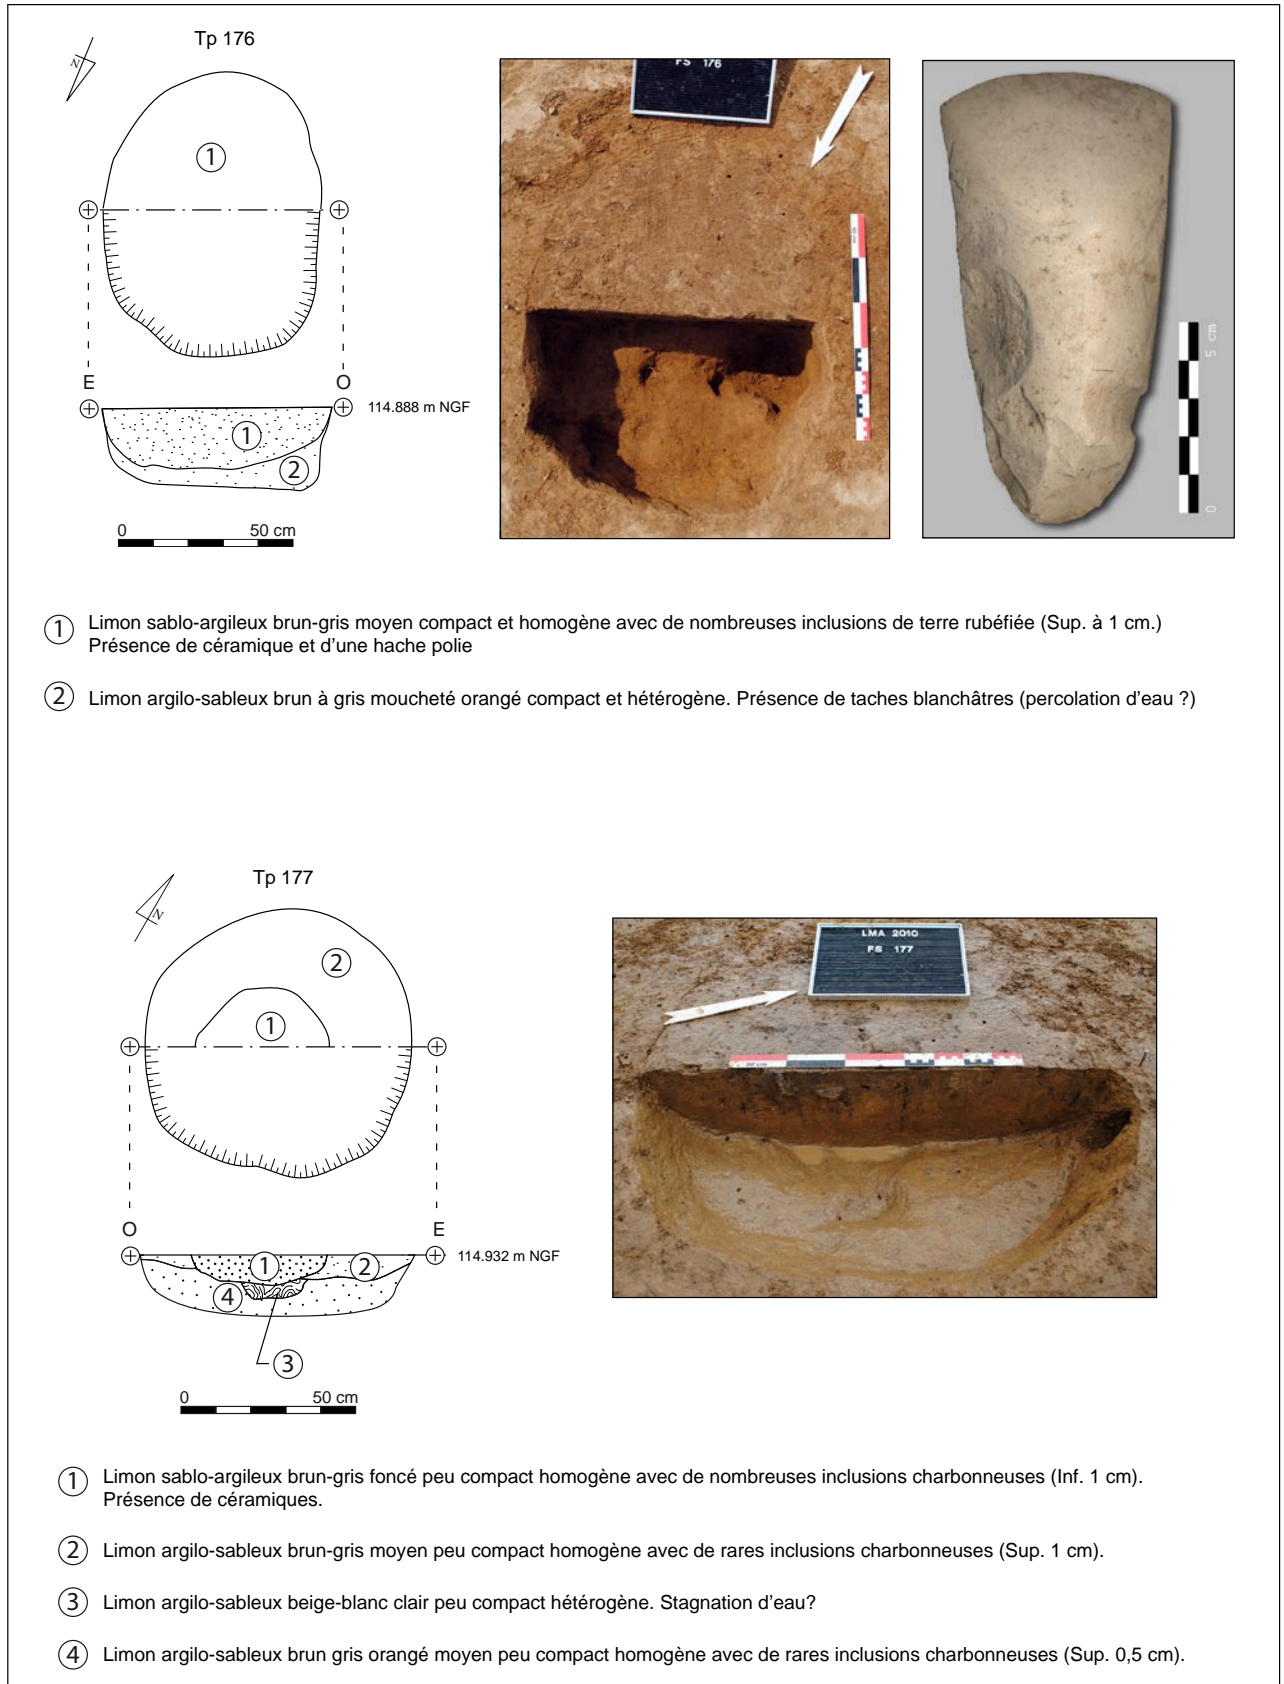 Tp 176
N
1
E
O
114.888 m NGF
1
2
0 50 cm
FS 176
5 cm
0
1 Limon sablo-argileux brun-gris moyen compact et homogène avec de nombreuses inclusions de terre rubéfiée (Sup. à 1 cm.)
Présence de céramique et d'une hache polie
2 Limon argilo-sableux brun à gris moucheté orangé compact et hétérogène. Présence de taches blanchâtres (percolation d'eau ?)
Tp 177
N
2
1
O
E
114.932 m NGF
1
2
4
3
0 50 cm
LMA 2010
FS 177
1 Limon sablo-argileux brun-gris foncé peu compact homogène avec de nombreuses inclusions charbonneuses (Inf. 1 cm).
Présence de céramiques.
2 Limon argilo-sableux brun-gris moyen peu compact homogène avec de rares inclusions charbonneuses (Sup. 1 cm).
3 Limon argilo-sableux beige-blanc clair peu compact hétérogène. Stagnation d'eau?
4 Limon argilo-sableux brun gris orangé moyen peu compact homogène avec de rares inclusions charbonneuses (Sup. 0,5 cm).